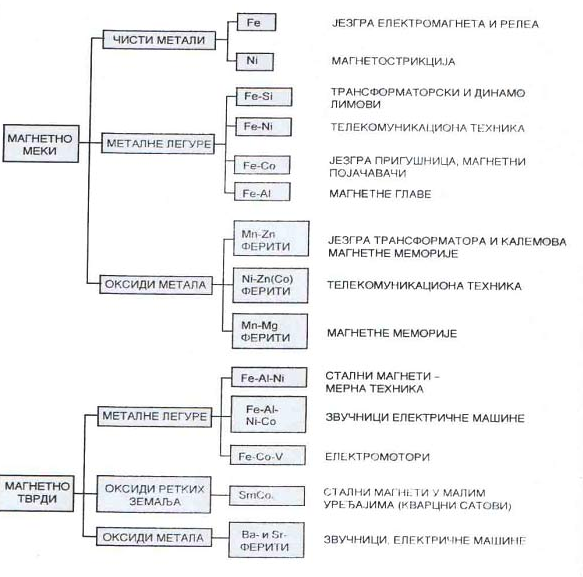 Fe
ЈЕЗГРА ЕЛЕКТРОМАГНЕТА И РЕЛЕА
ЧИСТИ МЕТАЛИ
Ni
МАГНЕТОСТРИКЦИЈА
Fe-Si
ТРАНСФОРМАТОРСКИ И ДИНАМО
ЛИМОВИ
Fe-Ni
ТЕЛЕКОМУНИКАЦИОНА ТЕХНИКА
МАГНЕТНО
МЕКИ
МЕТАЛНЕ ЛЕГУРЕ
Fe-Co
ЈЕЗГРА ПРИГУШНИЦА, МАГНЕТНИ
ПОЈАЧАВАЧИ
Fe-Al
МАГНЕТНЕ ГЛАВЕ
Mn-Zn
ФЕРИТИ
ЈЕЗГРА ТРАНСФОРМАТОРА И КАЛЕМОВА
МАГНЕТНЕ МЕМОРИЈЕ
ОКСИДИ МЕТАЛА
Ni-Zn(Co)
ФЕРИТИ
ТЕЛЕКОМУНИКАЦИОНА ТЕХНИКА
Mn-Mg
ФЕРИТИ
МАГНЕТНЕ МЕМОРИЈЕ
Fe-Al-Ni
СТАЛНИ МАГНЕТИ –
МЕРНА ТЕХНИКА
МЕТАЛНЕ ЛЕГУРЕ
Fe-Al-
Ni-Co
ЗВУЧНИЦИ ЕЛЕКТРИЧНЕ МАШИНЕ
Fe-Co-V
ЕЛЕКТРОМОТОРИ
МАГНЕТНО
ТВРДИ
ОКСИДИ РЕТКИХ
ЗЕМАЉА
СТАЛНИ МАГНЕТИ У МАЛИМ
УРЕЂАЈИМА (КВАРЦНИ САТОВИ)
ОКСИДИ МЕТАЛА
Ba- и Sr-
ФЕРИТИ
ЗВУЧНИЦИ, ЕЛЕКТРИЧНЕ МАШИНЕ